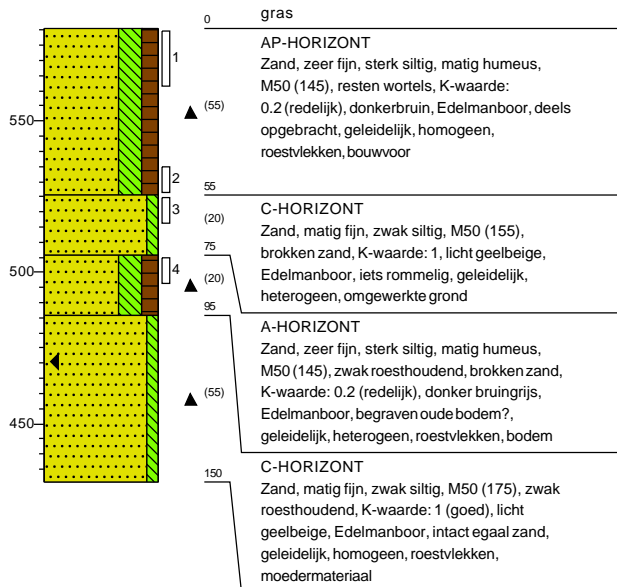 0 gras
AP-HORIZONT
Zand, zeer fijn, sterk siltig, matig humeus,
M50 (145), resten wortels, K-waarde:
0.2 (redelijk), donkerbruin, Edelmanboor, deels
opgebracht, geleidelijk, homogeen,
roestvlekken, bouwvoor
1
550
(55)
2
55
3
(20)
C-HORIZONT
Zand, matig fijn, zwak siltig, M50 (155),
brokken zand, K-waarde: 1, licht geelbeige,
Edelmanboor, iets rommelig, geleidelijk,
heterogeen, omgewerkte grond
75
500
4
(20)
95
A-HORIZONT
Zand, zeer fijn, sterk siltig, matig humeus,
M50 (145), zwak roesthoudend, brokken zand,
K-waarde: 0.2 (redelijk), donker bruingrijs,
Edelmanboor, begraven oude bodem?,
geleidelijk, heterogeen, roestvlekken, bodem
(55)
450
150
C-HORIZONT
Zand, matig fijn, zwak siltig, M50 (175), zwak
roesthoudend, K-waarde: 1 (goed), licht
geelbeige, Edelmanboor, intact egaal zand,
geleidelijk, homogeen, roestvlekken,
moedermateriaal